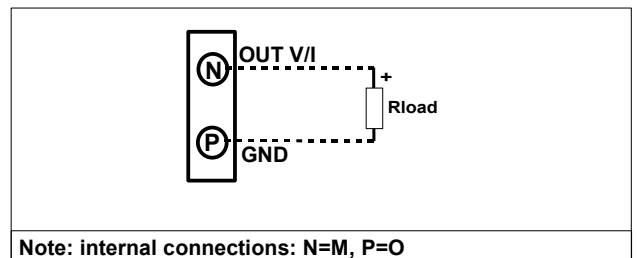 N OUT V/I
+
Rload
P GND
Note: internal connections: N=M, P=O